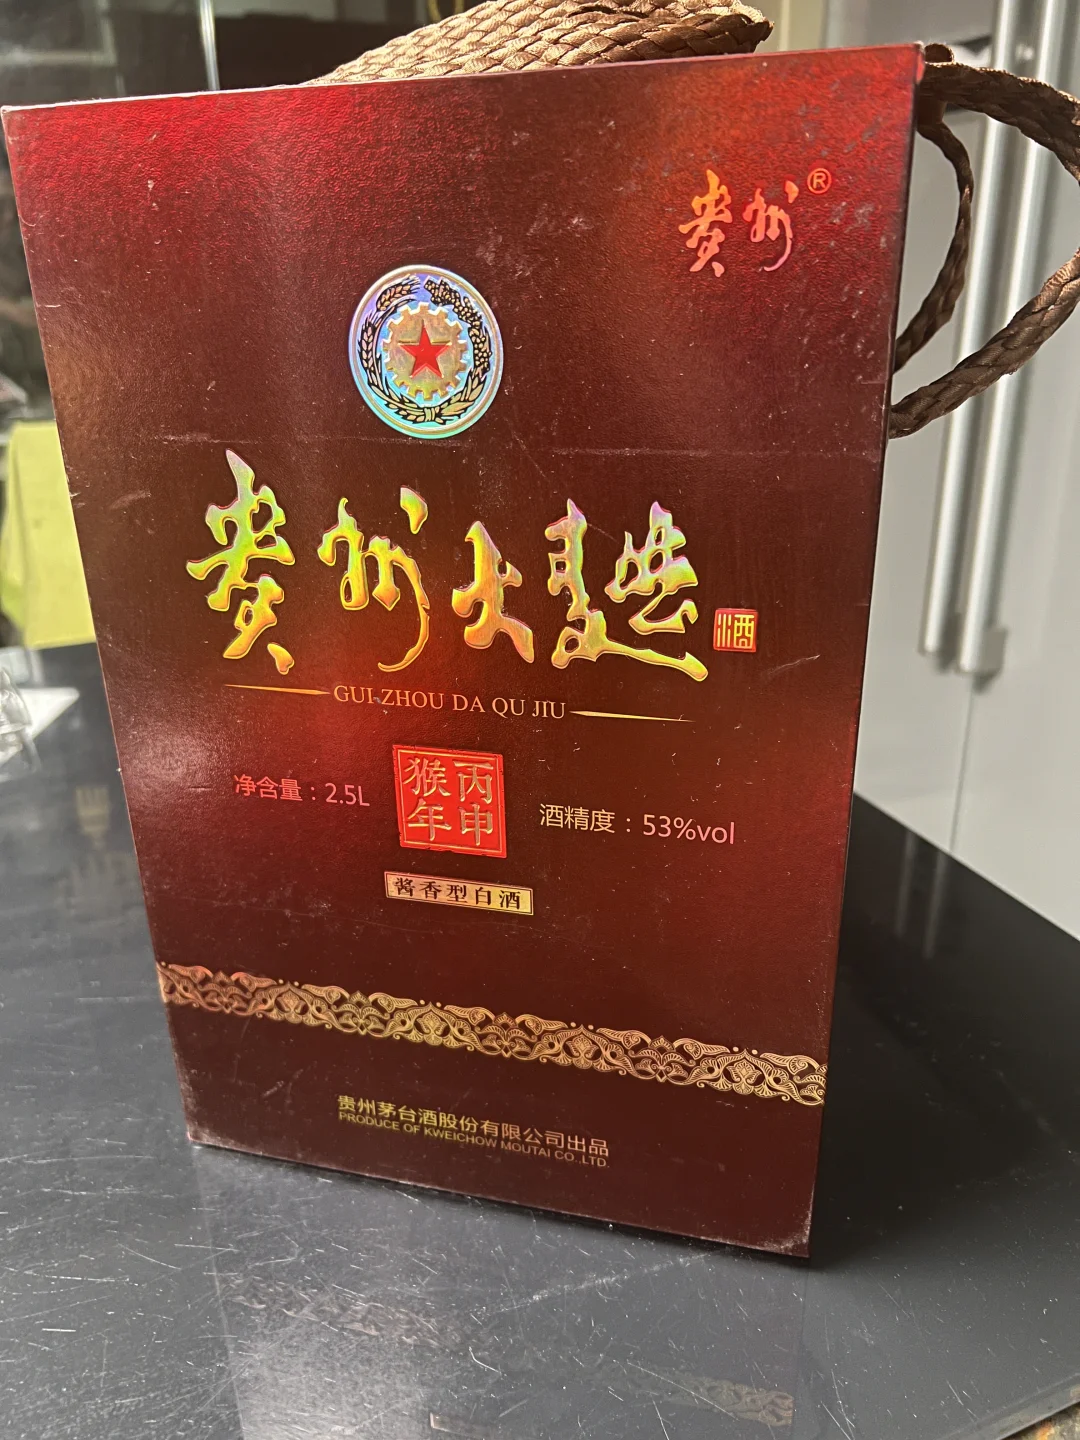 贵州®
贵州大曲
酒
GUI ZHOU DA QU JIU
净含量：2.5L
丙申
猴年
酒精度：53%vol
酱香型白酒
贵州茅台酒股份有限公司出品
PRODUCE OF KWEICHOW MOUTAI CO.,LTD.